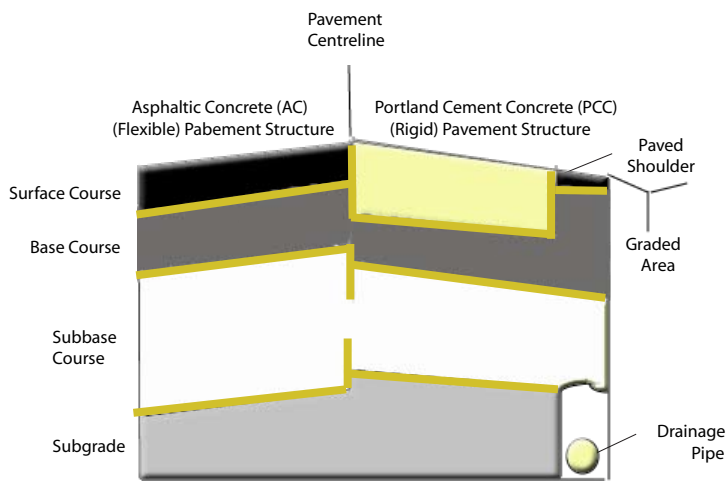 Pavement
Centreline
Asphaltic Concrete (AC)
(Flexible) Pabement Structure
Portland Cement Concrete (PCC)
(Rigid) Pavement Structure
Paved
Shoulder
Surface Course
Base Course
Graded
Area
Subbase
Course
Subgrade
Drainage
Pipe